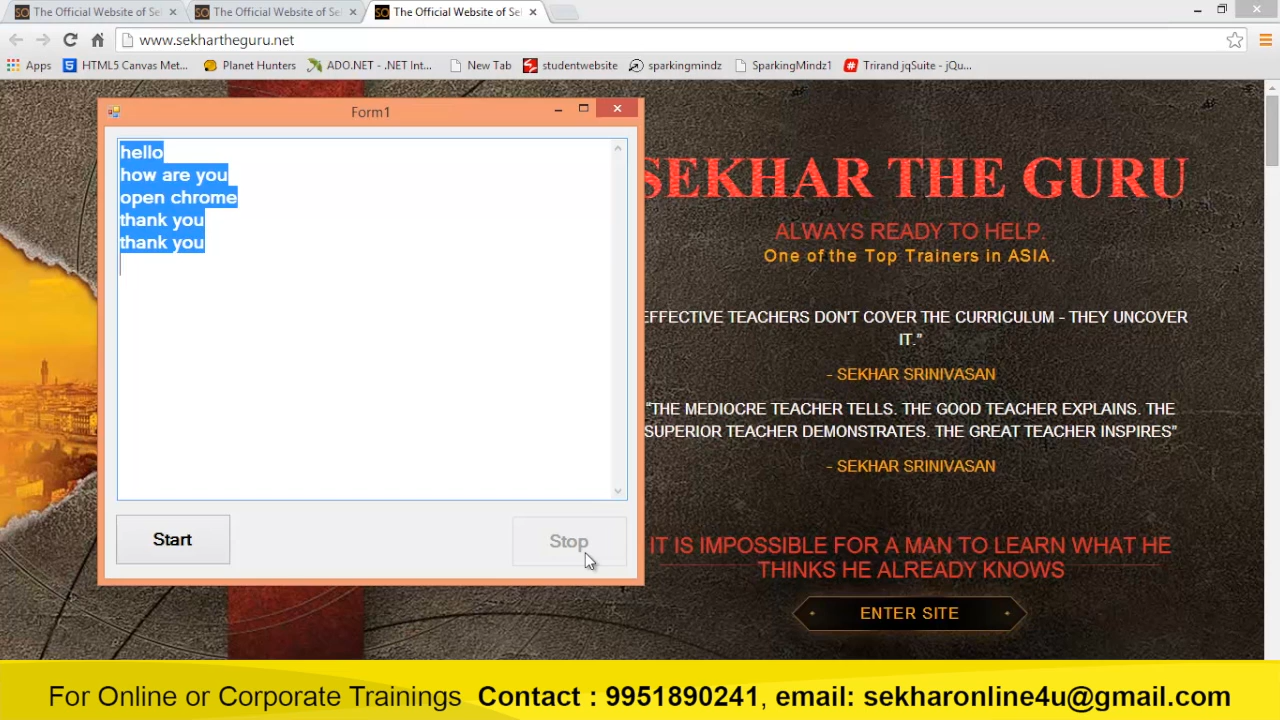 The Official Website of Se
The Official Website of Se
The Official Website of Se
www.sekhartheguru.net
Apps
HTML5 Canvas Met...
Planet Hunters
ADO.NET - .NET Int...
New Tab
studentwebsite
sparkingmindz
SparkingMindz1
Trirand jqSuite - jQu...
Form1
hello
how are you
open chrome
thank you
thank you
Start
Stop
SEKHAR THE GURU
ALWAYS READY TO HELP.
One of the Top Trainers in ASIA.
EFFECTIVE TEACHERS DON'T COVER THE CURRICULUM - THEY UNCOVER
IT."
- SEKHAR SRINIVASAN
"THE MEDIOCRE TEACHER TELLS. THE GOOD TEACHER EXPLAINS. THE
SUPERIOR TEACHER DEMONSTRATES. THE GREAT TEACHER INSPIRES"
- SEKHAR SRINIVASAN
IT IS IMPOSSIBLE FOR A MAN TO LEARN WHAT HE
THINKS HE ALREADY KNOWS
ENTER SITE
For Online or Corporate Trainings Contact : 9951890241, email: sekharonline4u@gmail.com